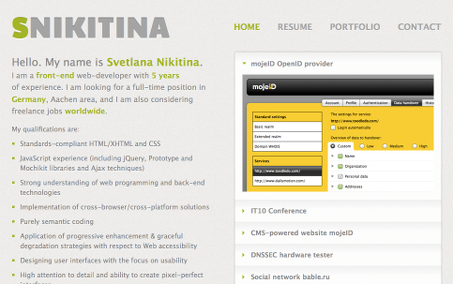 SNIKITINA
HOME RESUME PORTFOLIO CONTACT
Hello. My name is Svetlana Nikitina.
I am a front-end web-developer with 5 years
of experience. I am looking for a full-time position in
Germany, Aachen area, and I am also considering
freelance jobs worldwide.
My qualifications are:
Standards-compliant HTML/XHTML and CSS
JavaScript experience (including jQuery, Prototype and
Mochikit libraries and Ajax techniques)
Strong understanding of web programming and back-end
technologies
Implementation of cross-browser/cross-platform solutions
Purely semantic coding
Application of progressive enhancement & graceful
degradation strategies with respect to Web accessibility
Designing user interfaces with the focus on usability
High attention to detail and ability to create pixel-perfect
mojeID OpenID provider
mojeID
Account Profile Authentication Data handover
Standard settings
Basic realm
Extended realm
Domain WHOIS
Services
http://www.toodledo.com
http://www.dailymotion.com
The settings for service:
http://www.toodledo.com
Login automatically
Overview of data to handover:
Custom Low Medium High
Name
Organisation
Personal data
Addresses
IT10 Conference
CMS-powered website mojeID
DNSSEC hardware tester
Social network bable.ru